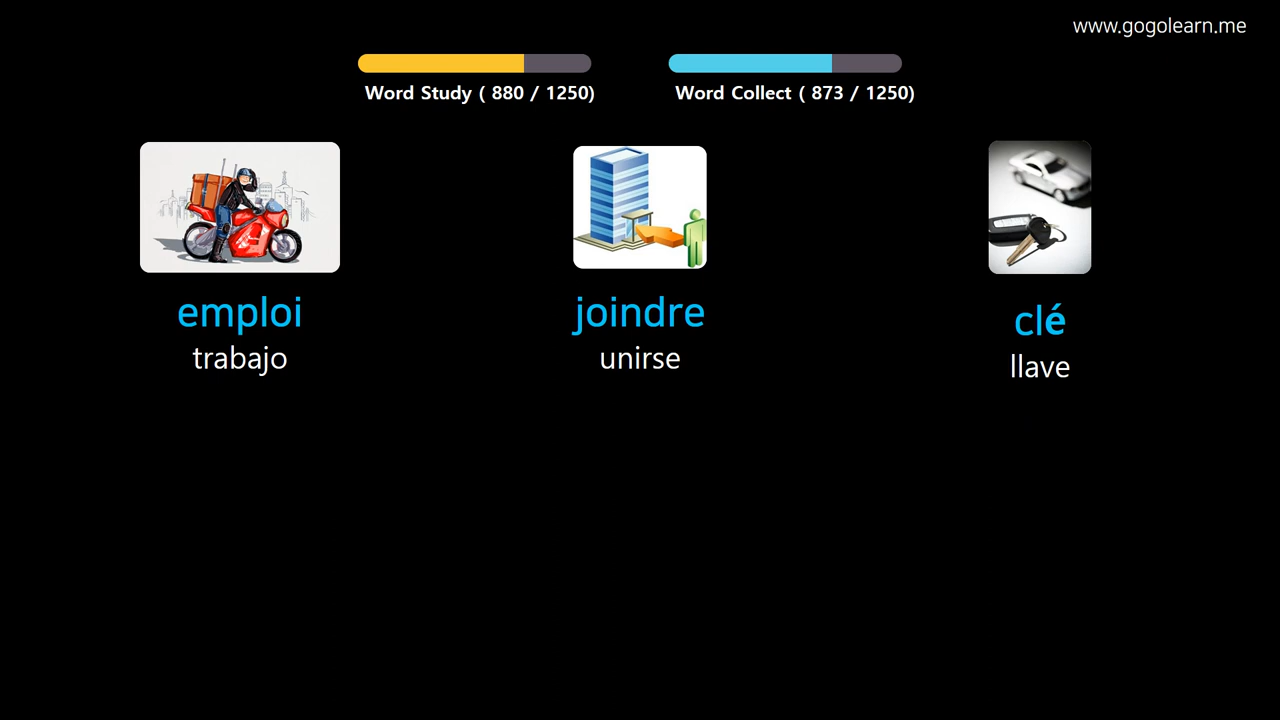 www.gogolearn.me
Word Study ( 880 / 1250)
Word Collect ( 873 / 1250)
emploi
joindre
clé
trabajo
unirse
llave